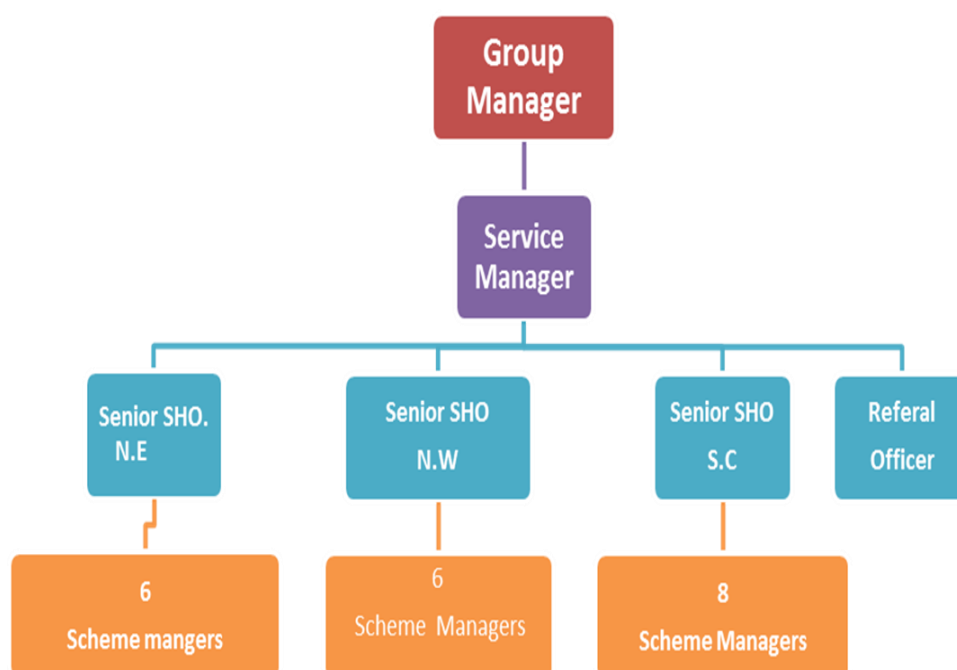 Group
Manager
Service
Manager
Senior SHO.
N.E
Senior SHO
N.W
Senior SHO
S.C
Referal
Officer
6
Scheme mangers
6
Scheme Managers
8
Scheme Managers